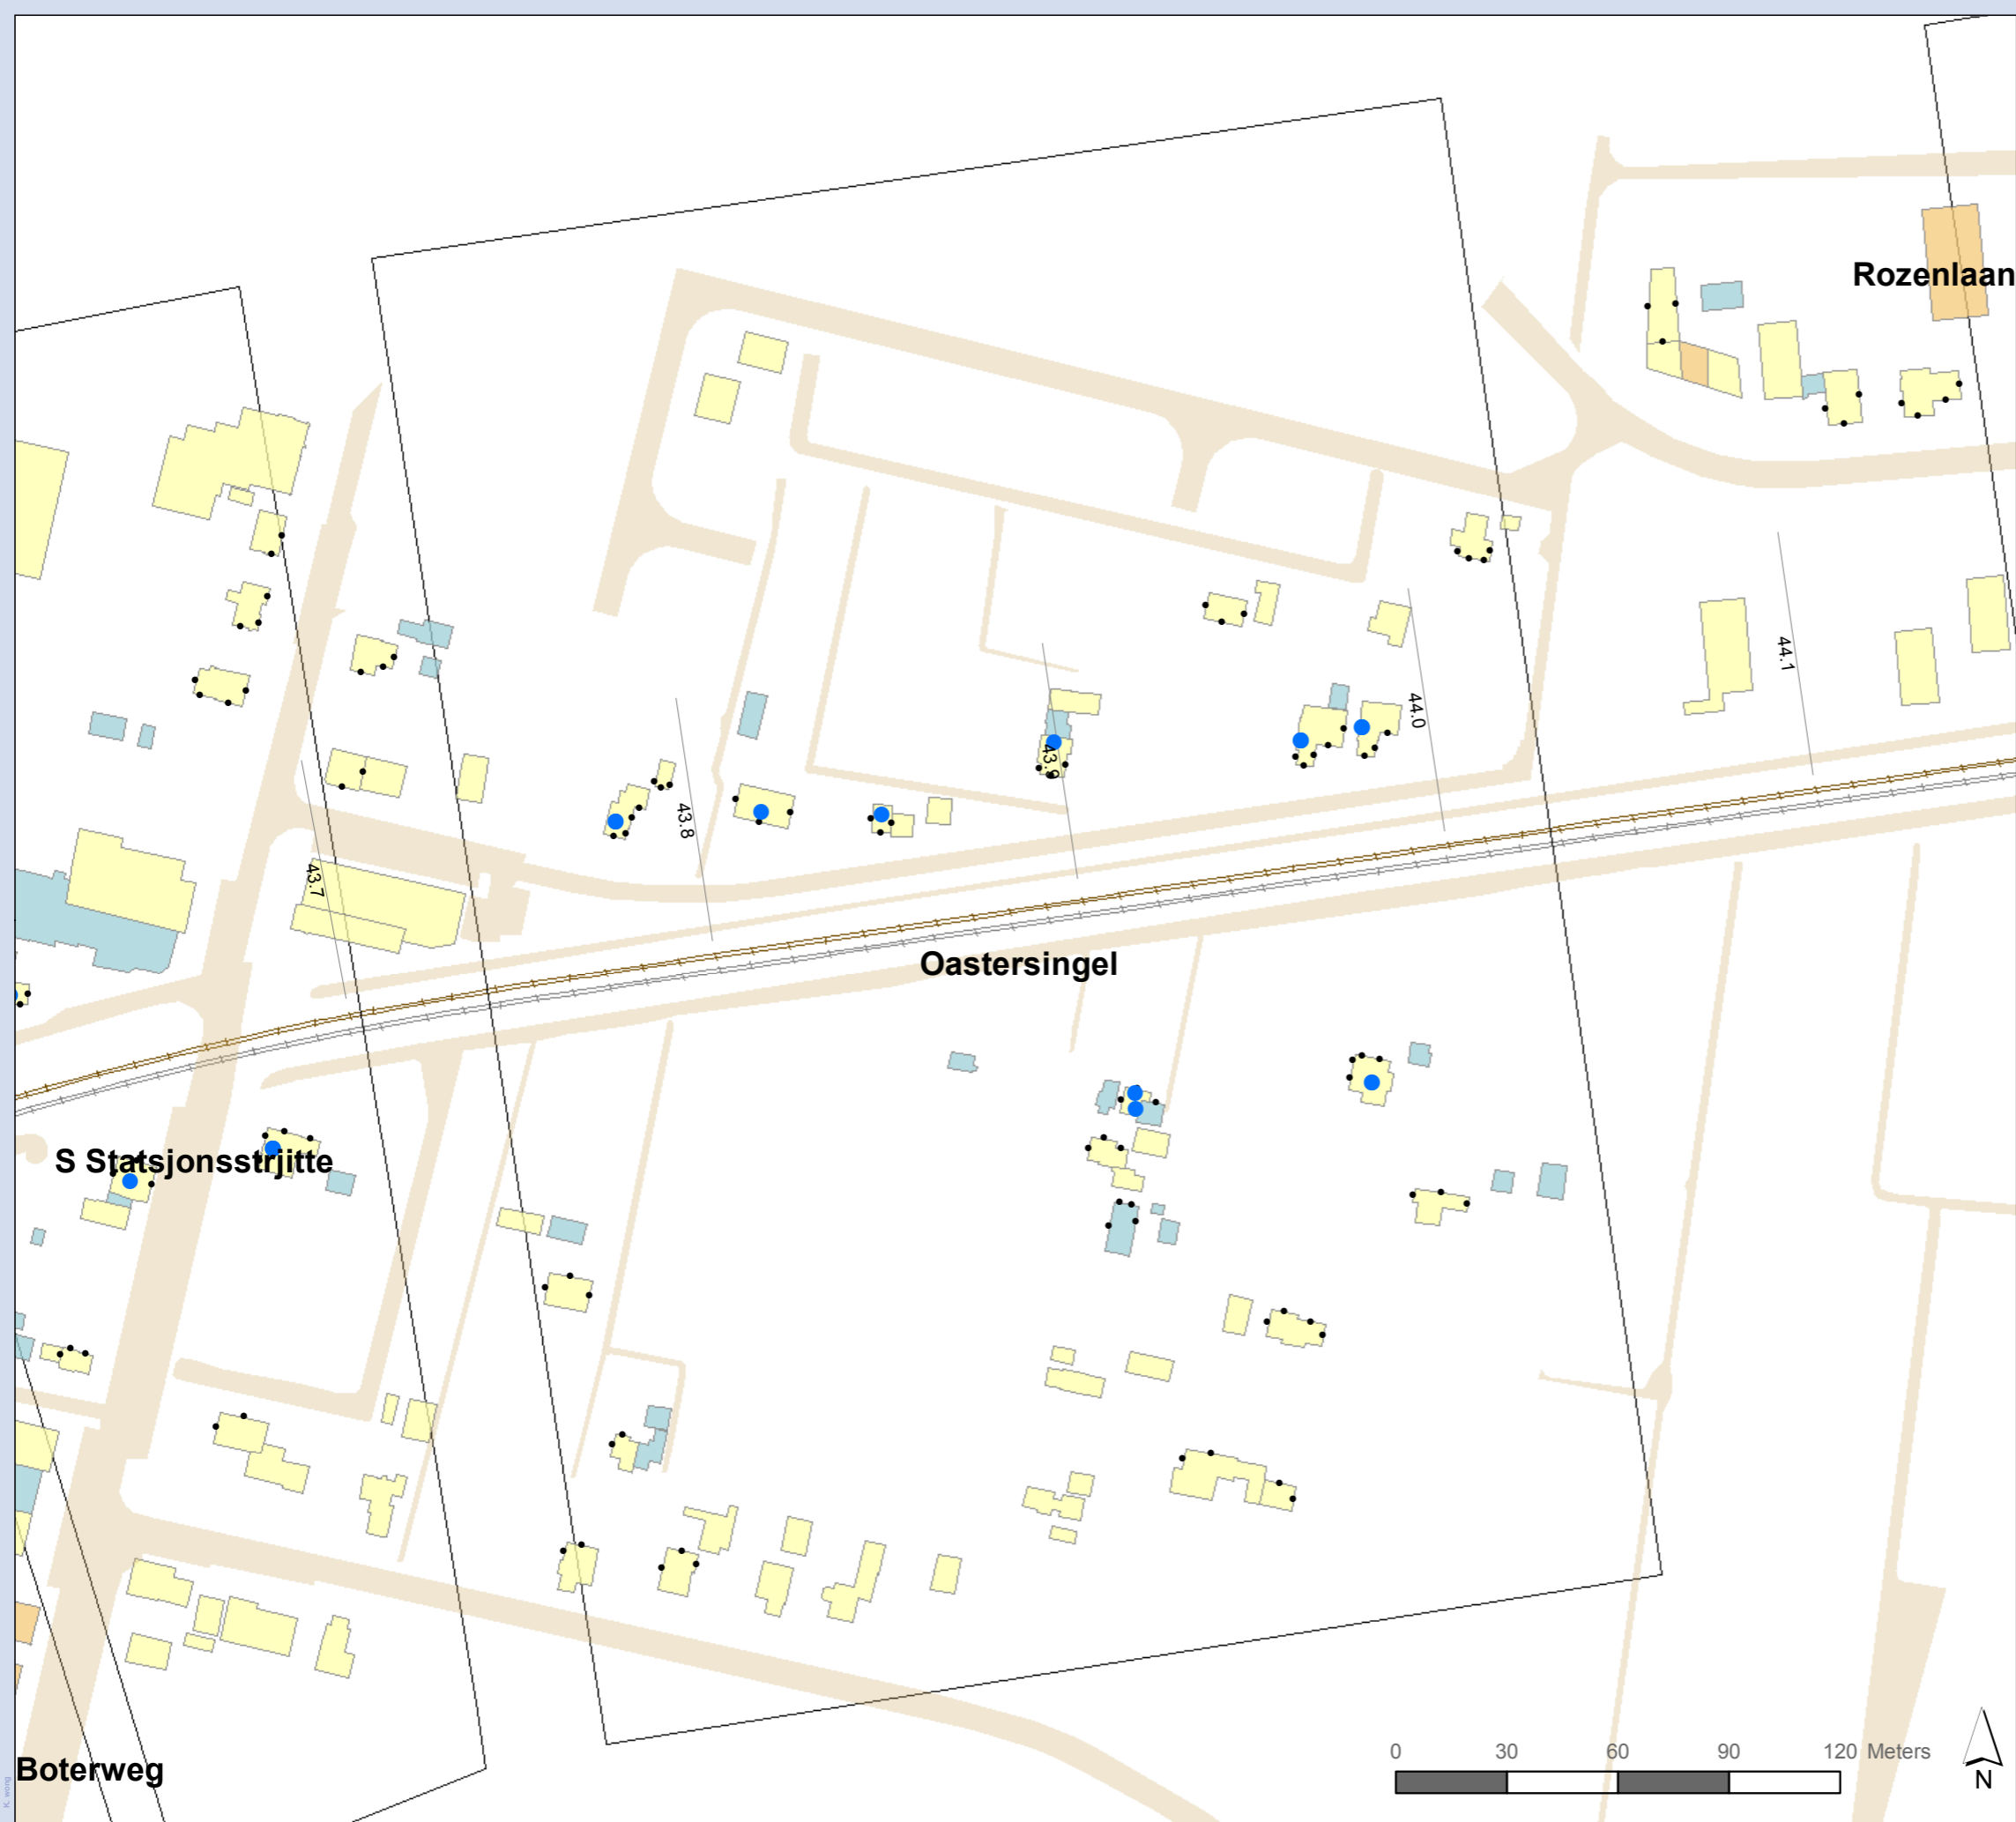 Rozenlaan
44.1
44.0
43.9
43.8
43.7
Oastersingel
S Statsjonsstrjitte
Boterweg
0 30 60 90 120 Meters
N
K. wong